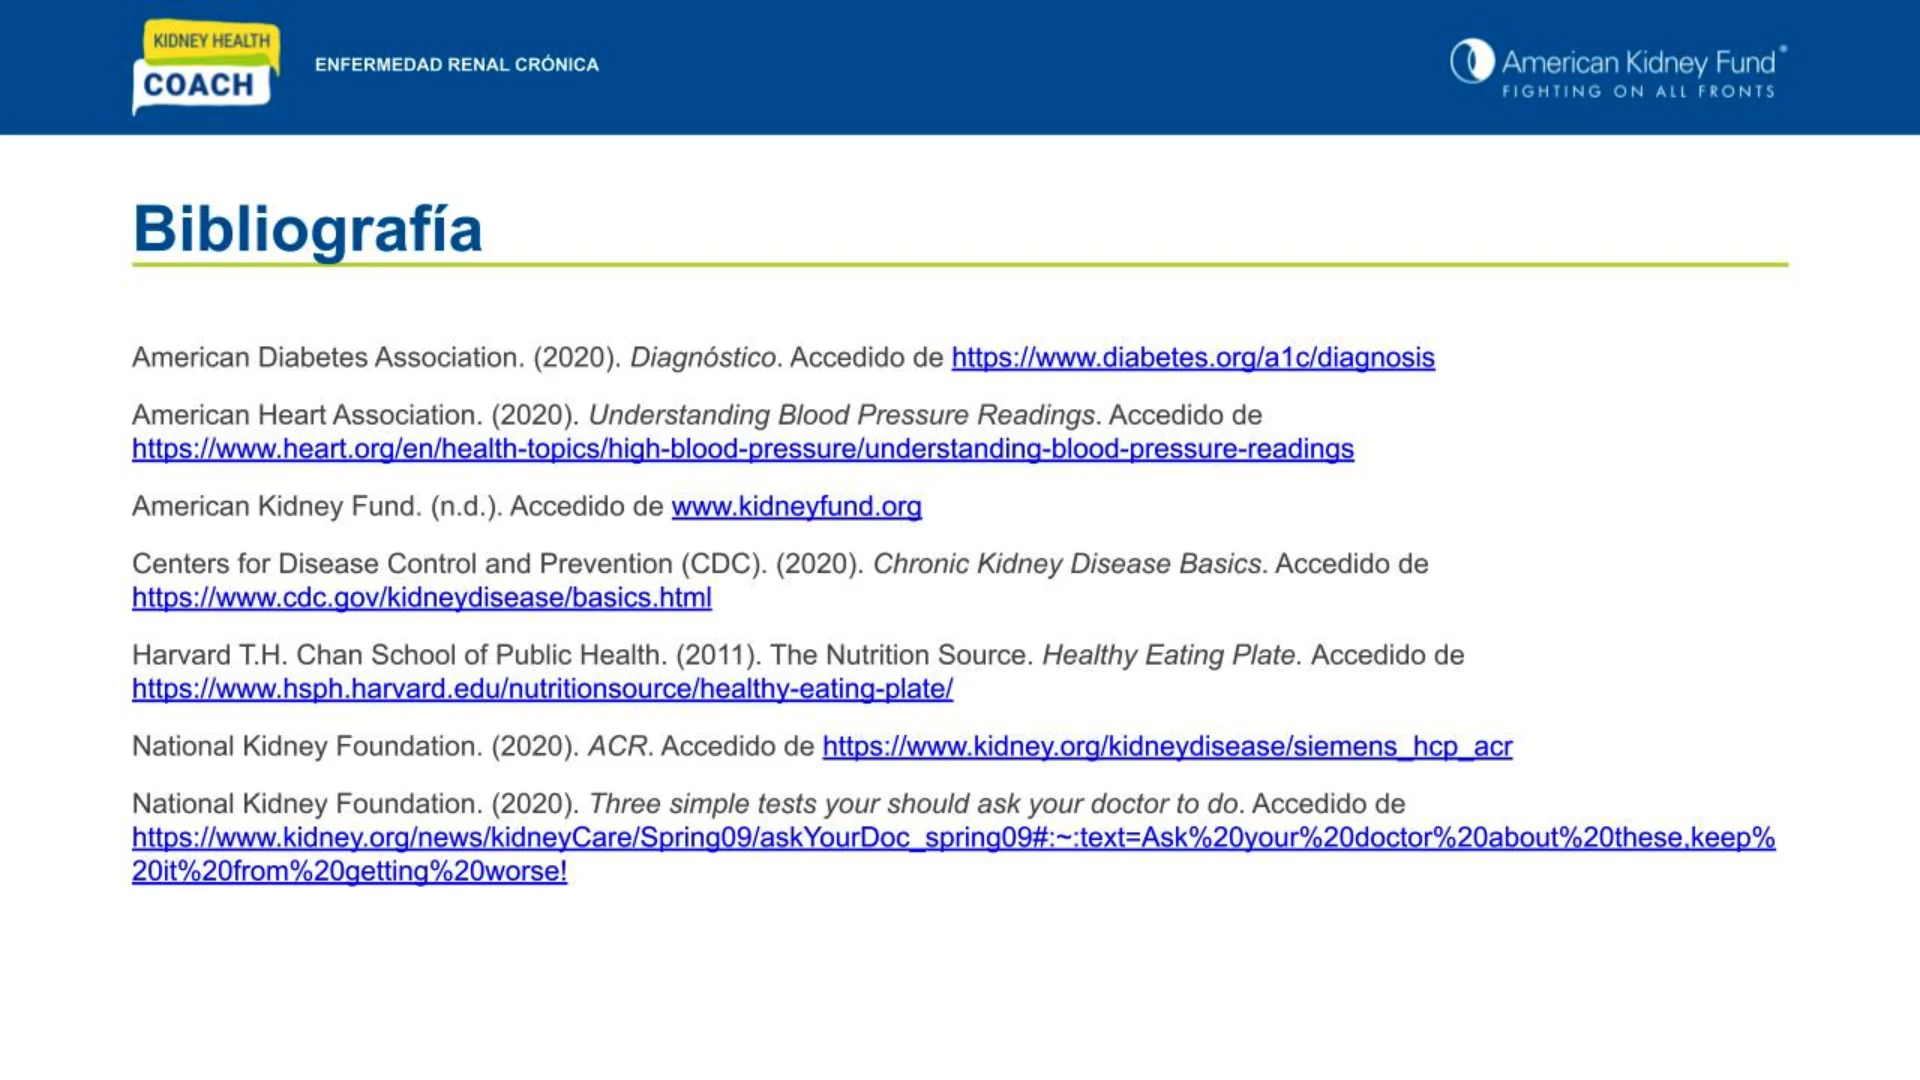 KIDNEY HEALTH
COACH
ENFERMEDAD RENAL CRÓNICA
American Kidney Fund®
FIGHTING ON ALL FRONTS
Bibliografía
American Diabetes Association. (2020). Diagnóstico. Accedido de https://www.diabetes.org/a1c/diagnosis
American Heart Association. (2020). Understanding Blood Pressure Readings. Accedido de
https://www.heart.org/en/health-topics/high-blood-pressure/understanding-blood-pressure-readings
American Kidney Fund. (n.d.). Accedido de www.kidneyfund.org
Centers for Disease Control and Prevention (CDC). (2020). Chronic Kidney Disease Basics. Accedido de
https://www.cdc.gov/kidneydisease/basics.html
Harvard T.H. Chan School of Public Health. (2011). The Nutrition Source. Healthy Eating Plate. Accedido de
https://www.hsph.harvard.edu/nutritionsource/healthy-eating-plate/
National Kidney Foundation. (2020). ACR. Accedido de https://www.kidney.org/kidneydisease/siemens_hcp_acr
National Kidney Foundation. (2020). Three simple tests your should ask your doctor to do. Accedido de
https://www.kidney.org/news/kidneyCare/Spring09/askYourDoc_spring09#:~:text=Ask%20your%20doctor%20about%20these,keep%
20it%20from%20getting%20worse!